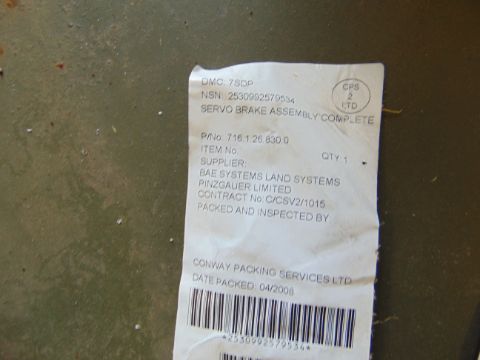 DMC: 7SDP
NSN: 2530992579534
SERVO BRAKE ASSEMBLY COMPLETE
CPS
2
LTD
P/No. 716.1.26.830.0
ITEM No.
QTY 1
SUPPLIER:
BAE SYSTEMS LAND SYSTEMS
PINZGAUER LIMITED
CONTRACT No: C/CSV2/1015
PACKED AND INSPECTED BY
CONWAY PACKING SERVICES LTD
DATE PACKED: 04/2008
*2530992579534*